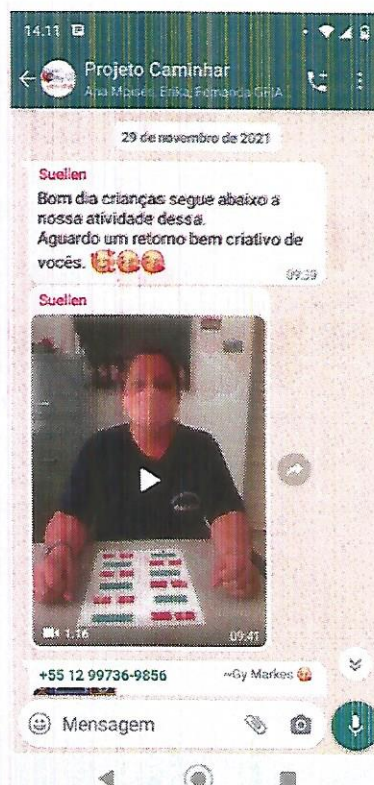 14.11
Projeto Caminhar
Ana Moisés, Erika, Fernanda GEIA
29 de novembro de 2021
Suellen
Bom dia crianças segue abaixo a
nossa atividade dessa.
Aguardo um retorno bem criativo de
vocês.
09:39
Suellen
1.16
09:41
+55 12 99736-9856
~Gy Markes
Mensagem